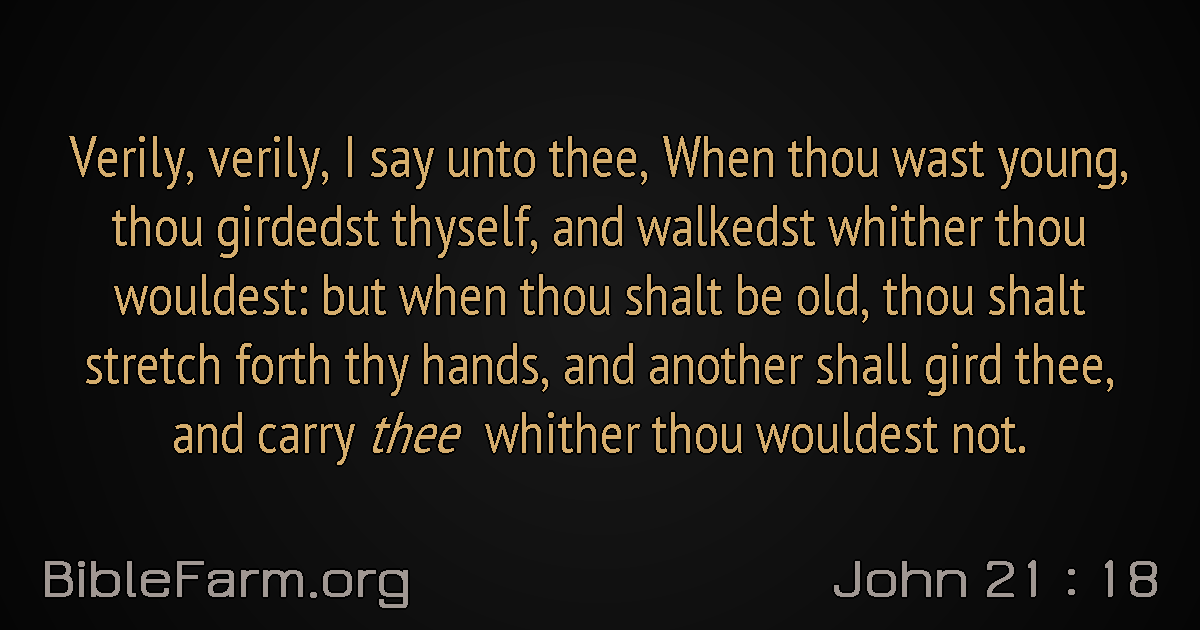 Verily, verily, I say unto thee, When thou wast young,
thou girdedst thyself, and walkedst whither thou
wouldest: but when thou shalt be old, thou shalt
stretch forth thy hands, and another shall gird thee,
and carry thee whither thou wouldest not.
BibleFarm.org
John 21 : 18